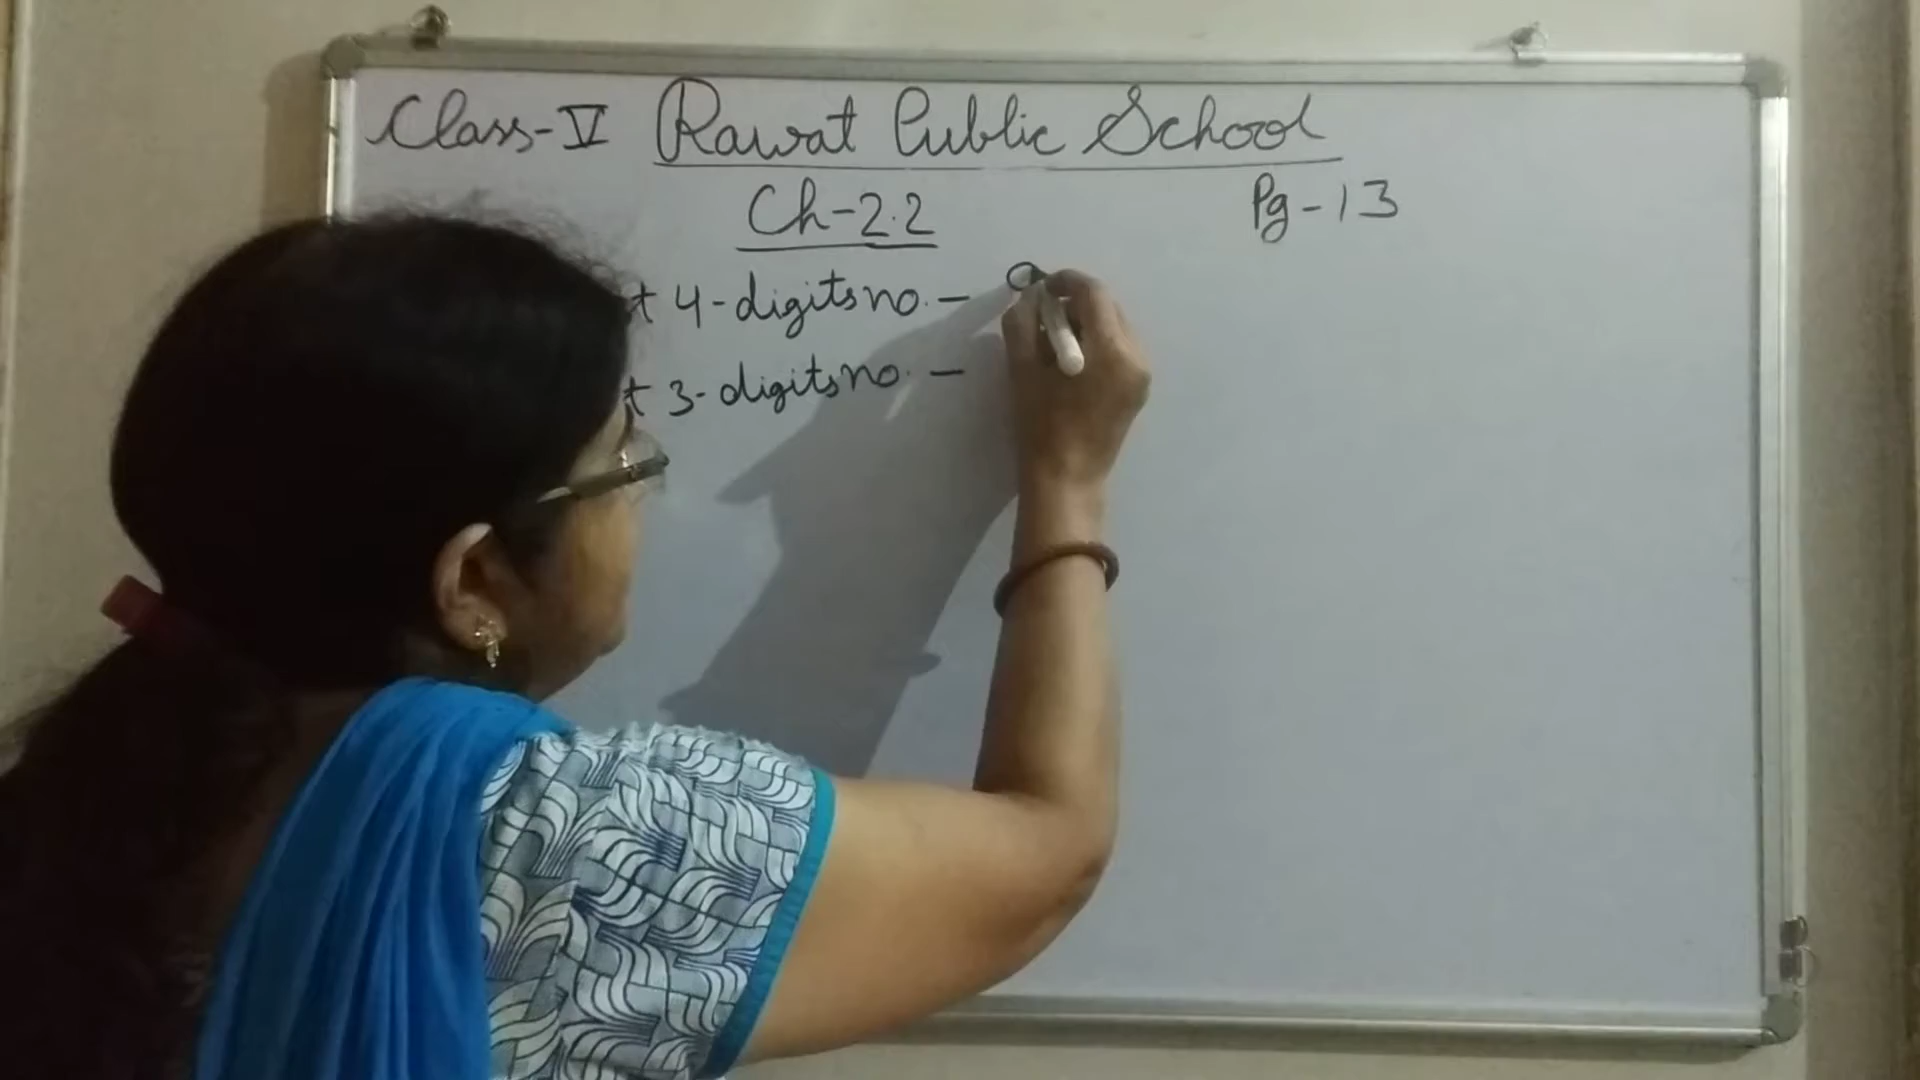 Class-V Rawat Public School
Ch-2.2 Pg-13
t 4-digits no. -
t 3-digits no. -